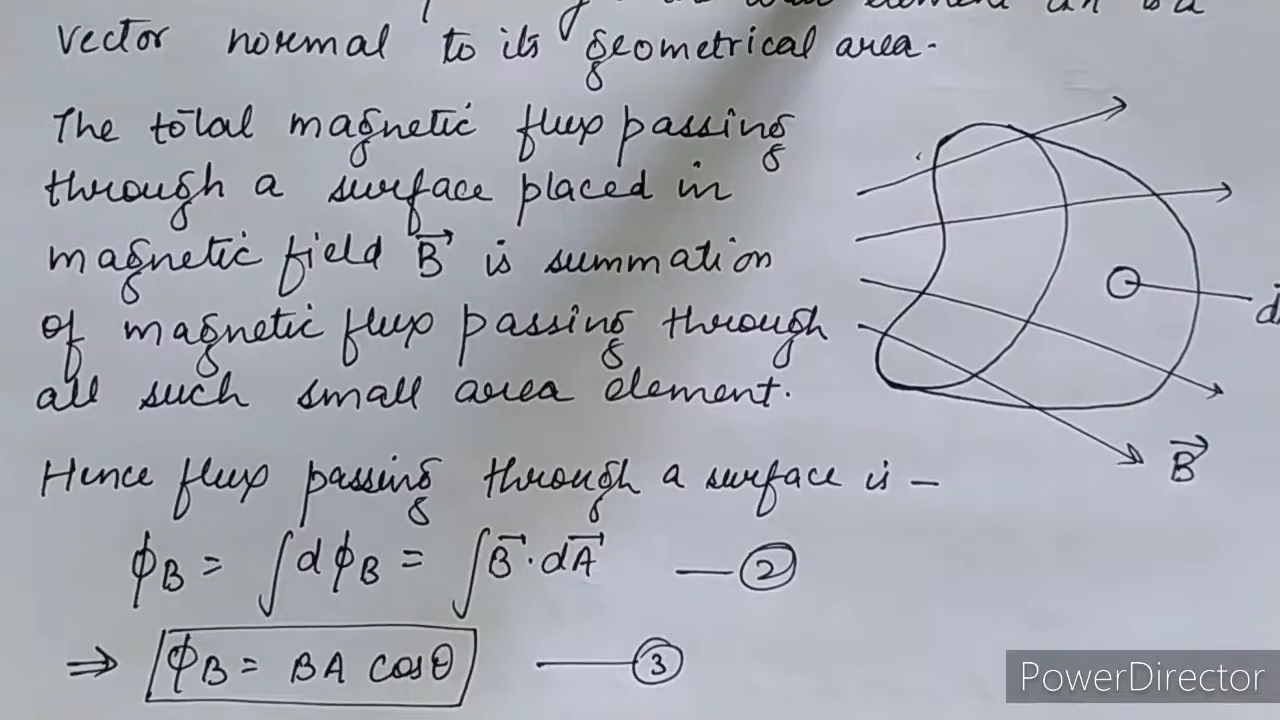 vector normal to its geometrical area.
The total magnetic flux passing
through a surface placed in
magnetic field B⃗ is summation
of magnetic flux passing through
all such small area element.
B⃗
Hence flux passing through a surface is –
ϕB = ∫dϕB = ∫B⃗·dA⃗ —②
⇒ ϕB = BA cosθ —③
PowerDirector